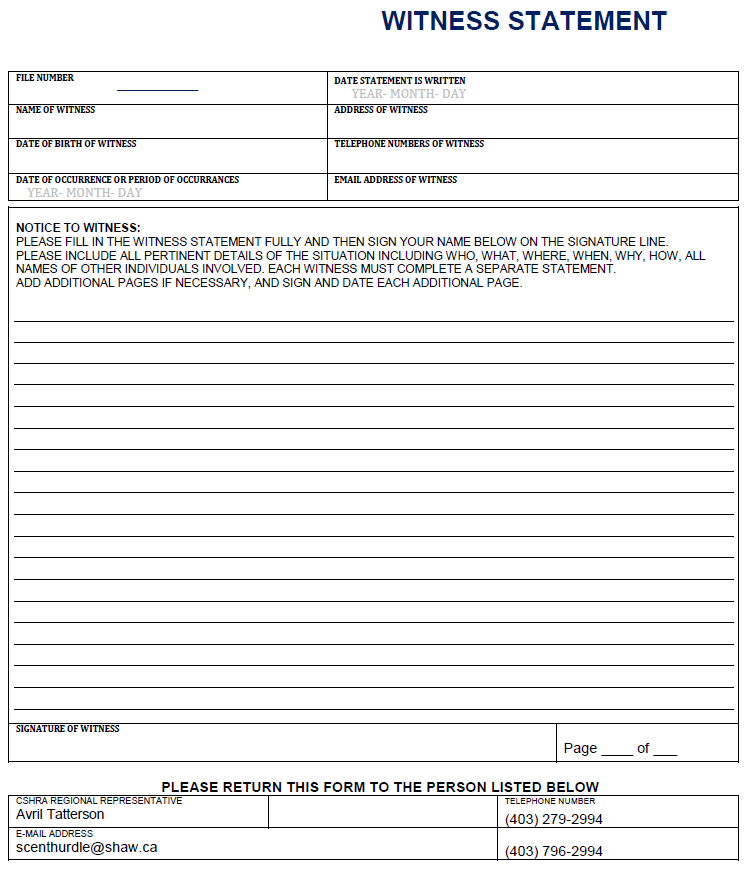 WITNESS STATEMENT
FILE NUMBER
DATE STATEMENT IS WRITTEN
YEAR- MONTH- DAY
NAME OF WITNESS
ADDRESS OF WITNESS
DATE OF BIRTH OF WITNESS
TELEPHONE NUMBERS OF WITNESS
DATE OF OCCURRENCE OR PERIOD OF OCCURRANCES
YEAR- MONTH- DAY
EMAIL ADDRESS OF WITNESS
NOTICE TO WITNESS:
PLEASE FILL IN THE WITNESS STATEMENT FULLY AND THEN SIGN YOUR NAME BELOW ON THE SIGNATURE LINE.
PLEASE INCLUDE ALL PERTINENT DETAILS OF THE SITUATION INCLUDING WHO, WHAT, WHERE, WHEN, WHY, HOW, ALL
NAMES OF OTHER INDIVIDUALS INVOLVED. EACH WITNESS MUST COMPLETE A SEPARATE STATEMENT.
ADD ADDITIONAL PAGES IF NECESSARY, AND SIGN AND DATE EACH ADDITIONAL PAGE.
SIGNATURE OF WITNESS
Page ____ of ___
PLEASE RETURN THIS FORM TO THE PERSON LISTED BELOW
CSHRA REGIONAL REPRESENTATIVE
Avril Tatterson
TELEPHONE NUMBER
(403) 279-2994
E-MAIL ADDRESS
scenthurdle@shaw.ca
(403) 796-2994